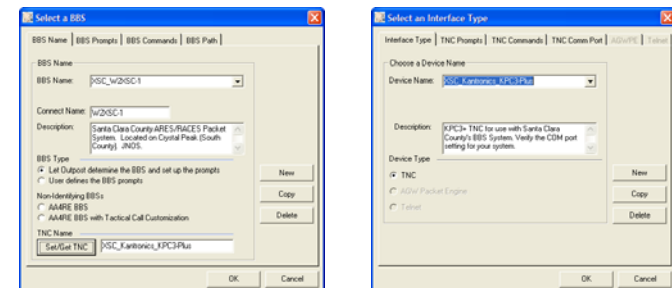 Select a BBS
BBS Name
BBS Prompts
BBS Commands
BBS Path
BBS Name
BBS Name:
XSC_W2XSC-1
Connect Name:
W2XSC-1
Description:
Santa Clara County ARES/RACES Packet
System. Located on Crystal Peak (South
County). JNOS.
BBS Type
Let Outpost determine the BBS and set up the prompts
User defines the BBS prompts
Non-Identifying BBSs
AA4RE BBS
AA4RE BBS with Tactical Call Customization
TNC Name
Set/Get TNC
XSC_Kantronics_KPC3-Plus
New
Copy
Delete
OK
Cancel
Select an Interface Type
Interface Type
TNC Prompts
TNC Commands
TNC Comm Port
AGWPE
Telnet
Choose a Device Name
Device Name:
XSC_Kantronics_KPC3-Plus
Description:
KPC3+ TNC for use with Santa Clara
County's BBS System. Verify the COM port
setting for your system.
Device Type
TNC
AGW Packet Engine
Telnet
New
Copy
Delete
OK
Cancel